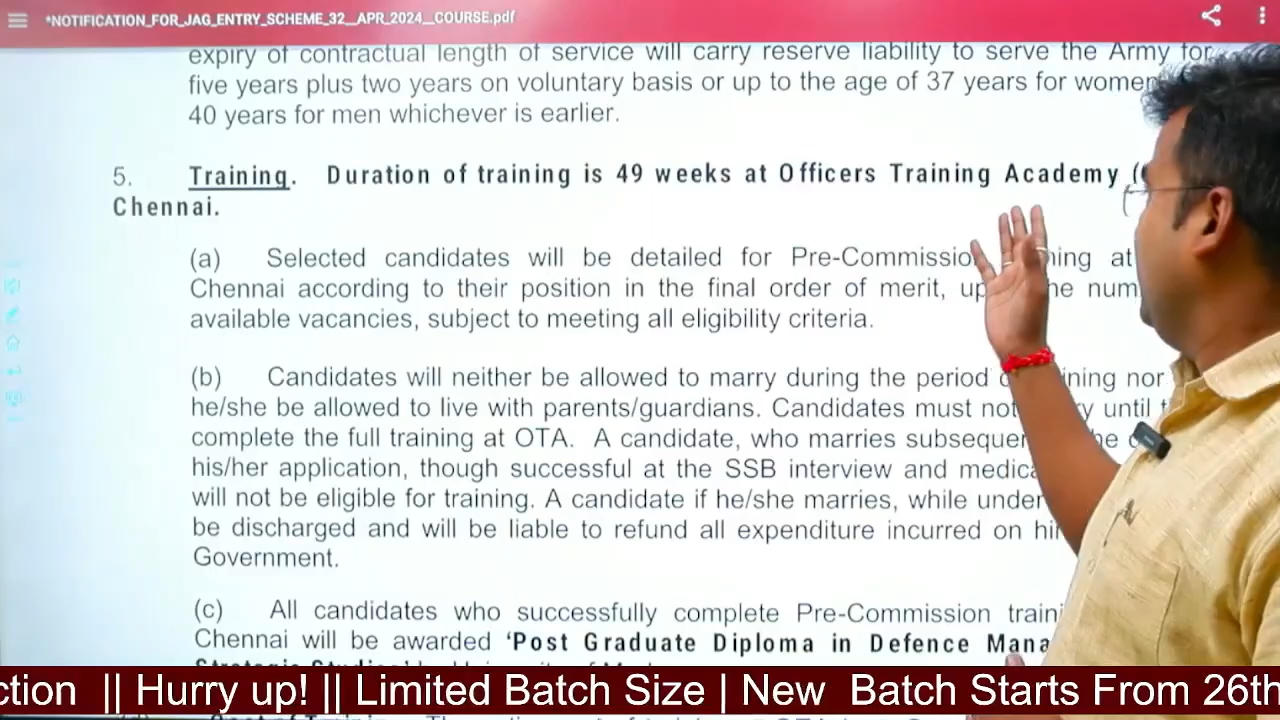 *NOTIFICATION_FOR_JAG_ENTRY_SCHEME_32__APR_2024__COURSE.pdf
expiry of contractual length of service will carry reserve liability to serve the Army for
five years plus two years on voluntary basis or up to the age of 37 years for women
40 years for men whichever is earlier.
5. Training. Duration of training is 49 weeks at Officers Training Academy
Chennai.
(a) Selected candidates will be detailed for Pre-Commission at
Chennai according to their position in the final order of merit,
available vacancies, subject to meeting all eligibility criteria.
(b) Candidates will neither be allowed to marry during the period nor
he/she be allowed to live with parents/guardians. Candidates must not until
complete the full training at OTA. A candidate, who marries
his/her application, though successful at the SSB interview and
will not be eligible for training. A candidate if he/she marries, while
be discharged and will be liable to refund all expenditure incurred on
Government.
(c) All candidates who successfully complete Pre-Commission
Chennai will be awarded 'Post Graduate Diploma in Defence
ction || Hurry up! || Limited Batch Size | New Batch Starts From 26th